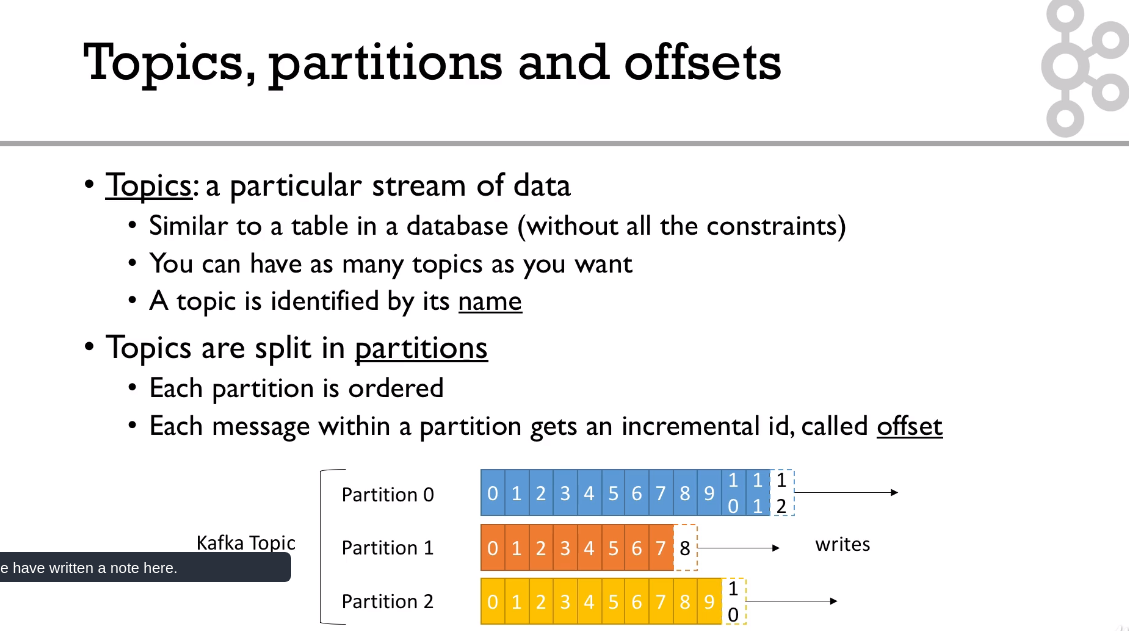 Topics, partitions and offsets
• Topics: a particular stream of data
• Similar to a table in a database (without all the constraints)
• You can have as many topics as you want
• A topic is identified by its name
• Topics are split in partitions
• Each partition is ordered
• Each message within a partition gets an incremental id, called offset
Kafka Topic
Partition 0 0 1 2 3 4 5 6 7 8 9 10 11 12
Partition 1 0 1 2 3 4 5 6 7 8
writes
Partition 2 0 1 2 3 4 5 6 7 8 9 10
e have written a note here.